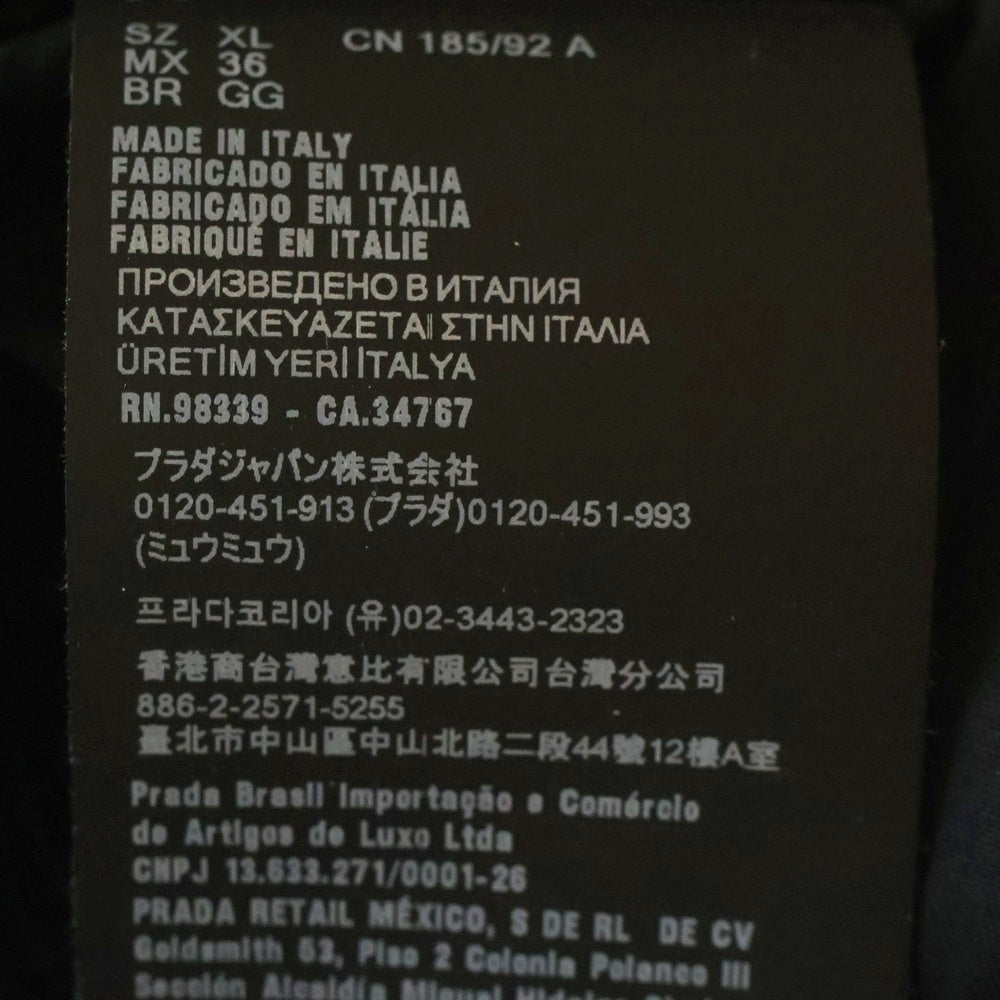 SZ XL CN 185/92 A
MX 36
BR GG
MADE IN ITALY
FABRICADO EN ITALIA
FABRICADO EM ITÁLIA
FABRIQUÉ EN ITALIE
ПРОИЗВЕДЕНО В ИТАЛИЯ
ΚΑΤΑΣΚΕΥΑΖΕΤΑΙ ΣΤΗΝ ΙΤΑΛΙΑ
ÜRETİM YERİ İTALYA
RN.98339 - CA.34767
プラダジャパン株式会社
0120-451-913(プラダ)0120-451-993
(ミュウミュウ)
프라다코리아 (유)02-3443-2323
香港商台灣意比有限公司台灣分公司
886-2-2571-5255
臺北市中山區中山北路二段44號12樓A室
Prada Brasil Importação e Comércio
de Artigos de Luxo Ltda
CNPJ 13.633.271/0001-26
PRADA RETAIL MÉXICO, S DE RL DE CV
Goldsmith 53, Piso 2 Colonia Polanco III
Sección Alcaldía Miguel Hidalgo